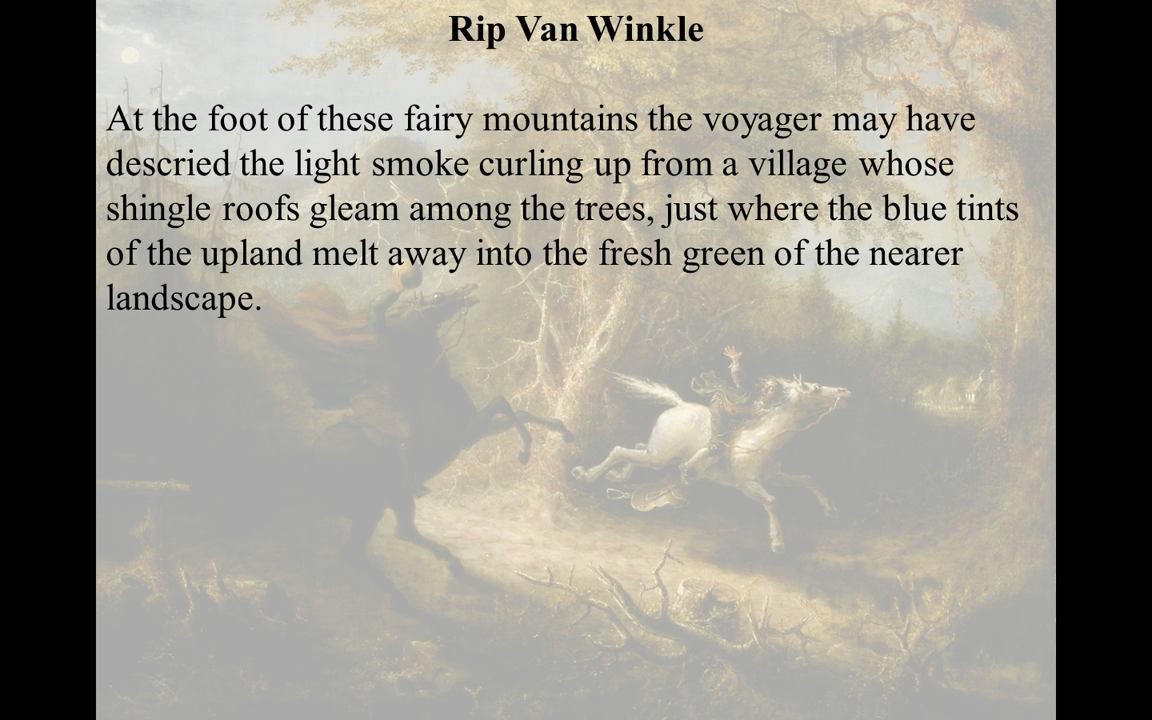 Rip Van Winkle
At the foot of these fairy mountains the voyager may have
descried the light smoke curling up from a village whose
shingle roofs gleam among the trees, just where the blue tints
of the upland melt away into the fresh green of the nearer
landscape.